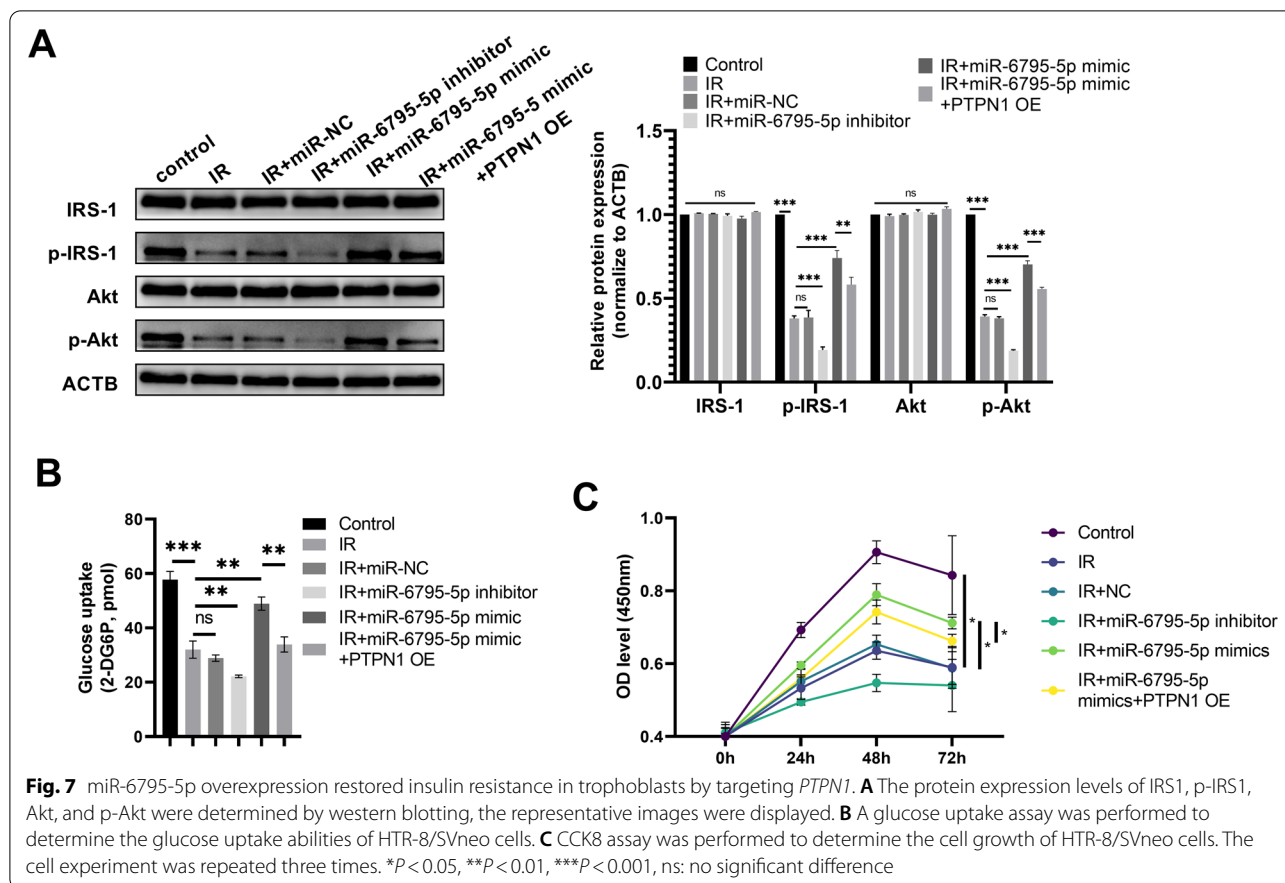 A
control
IR
IR+miR-NC
IR+miR-6795-5p inhibitor
IR+miR-6795-5p mimic
IR+miR-6795-5 mimic
+PTPN1 OE
IRS-1
p-IRS-1
Akt
p-Akt
ACTB
Control
IR
IR+miR-NC
IR+miR-6795-5p inhibitor
IR+miR-6795-5p mimic
IR+miR-6795-5p mimic
+PTPN1 OE
Relative protein expression
(normalize to ACTB)
1.5
1.0
0.5
0.0
ns
***
ns
***
***
**
ns
***
ns
***
***
***
IRS-1
p-IRS-1
Akt
p-Akt
B
Glucose uptake
(2-DG6P, pmol)
80
60
40
20
0
***
ns
**
**
**
Control
IR
IR+miR-NC
IR+miR-6795-5p inhibitor
IR+miR-6795-5p mimic
IR+miR-6795-5p mimic
+PTPN1 OE
C
OD level (450nm)
1.0
0.8
0.6
0.4
0h
24h
48h
72h
*
*
*
Control
IR
IR+NC
IR+miR-6795-5p inhibitor
IR+miR-6795-5p mimics
IR+miR-6795-5p
mimics+PTPN1 OE
Fig. 7 miR-6795-5p overexpression restored insulin resistance in trophoblasts by targeting PTPN1. A The protein expression levels of IRS1, p-IRS1,
Akt, and p-Akt were determined by western blotting, the representative images were displayed. B A glucose uptake assay was performed to
determine the glucose uptake abilities of HTR-8/SVneo cells. C CCK8 assay was performed to determine the cell growth of HTR-8/SVneo cells. The
cell experiment was repeated three times. *P < 0.05, **P < 0.01, ***P < 0.001, ns: no significant difference